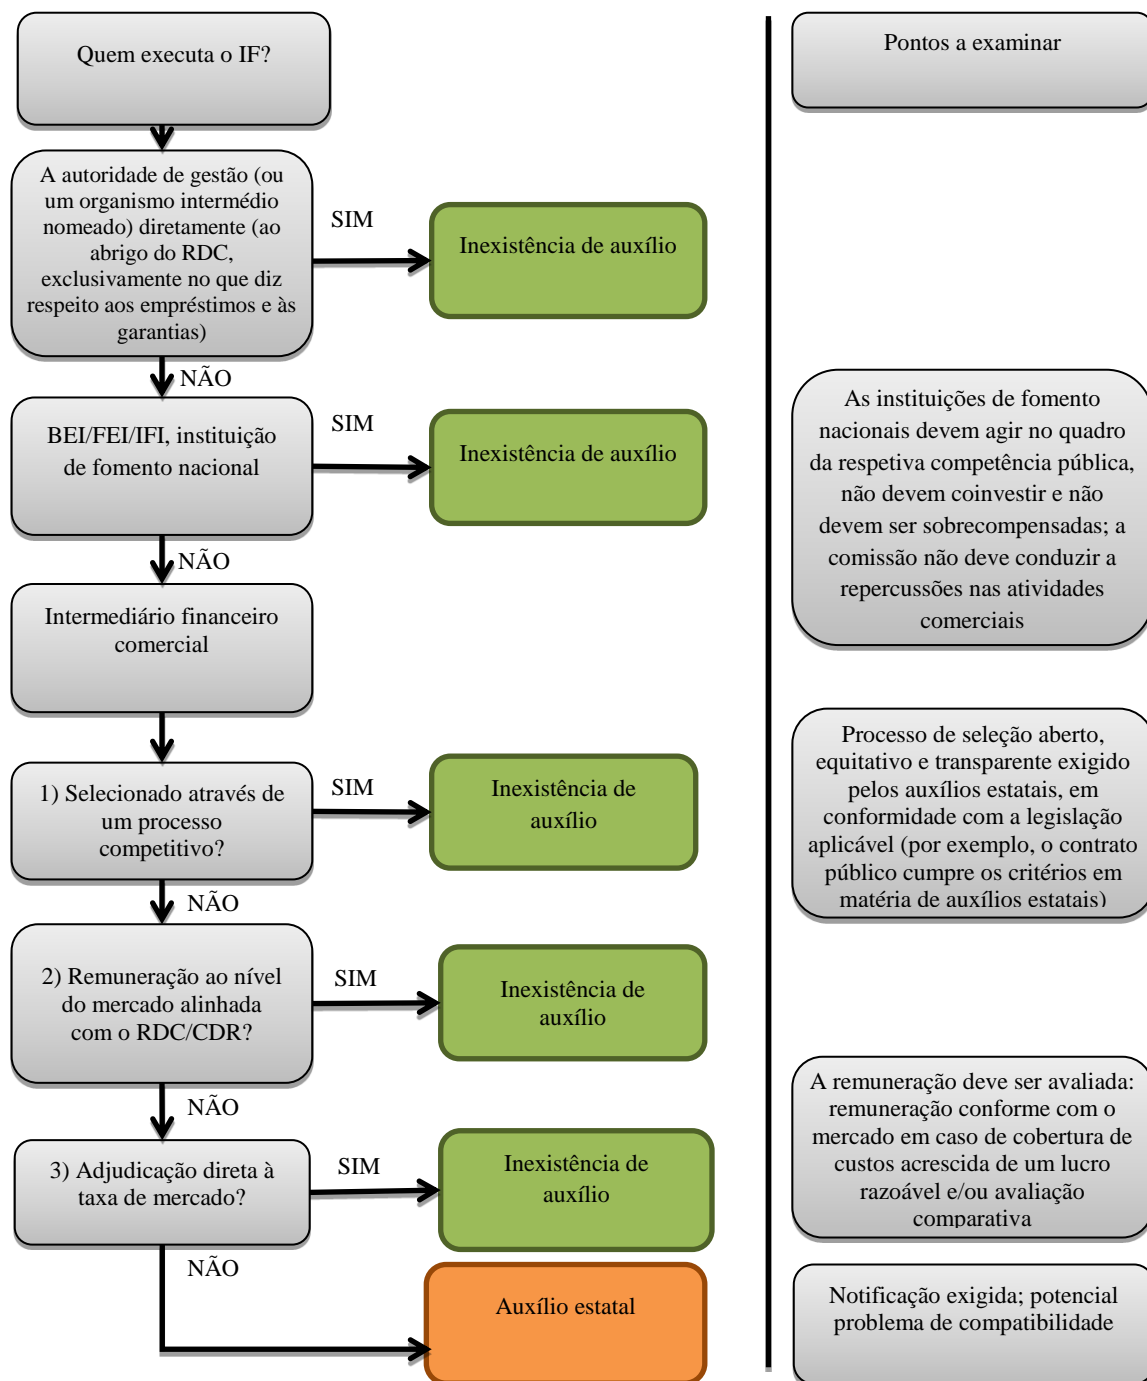 Quem executa o IF?
Pontos a examinar
A autoridade de gestão (ou
um organismo intermédio
nomeado) diretamente (ao
abrigo do RDC,
exclusivamente no que diz
respeito aos empréstimos e às
garantias)
SIM
Inexistência de auxílio
NÃO
BEI/FEI/IFI, instituição
de fomento nacional
SIM
Inexistência de auxílio
As instituições de fomento
nacionais devem agir no quadro
da respetiva competência pública,
não devem coinvestir e não
devem ser sobrecompensadas; a
comissão não deve conduzir a
repercussões nas atividades
comerciais
NÃO
Intermediário financeiro
comercial
1) Selecionado através de
um processo
competitivo?
SIM
Inexistência de
auxílio
Processo de seleção aberto,
equitativo e transparente exigido
pelos auxílios estatais, em
conformidade com a legislação
aplicável (por exemplo, o contrato
público cumpre os critérios em
matéria de auxílios estatais)
NÃO
2) Remuneração ao nível
do mercado alinhada
com o RDC/CDR?
SIM
Inexistência de
auxílio
NÃO
3) Adjudicação direta à
taxa de mercado?
SIM
Inexistência de
auxílio
A remuneração deve ser avaliada:
remuneração conforme com o
mercado em caso de cobertura de
custos acrescida de um lucro
razoável e/ou avaliação
comparativa
NÃO
Auxílio estatal
Notificação exigida; potencial
problema de compatibilidade